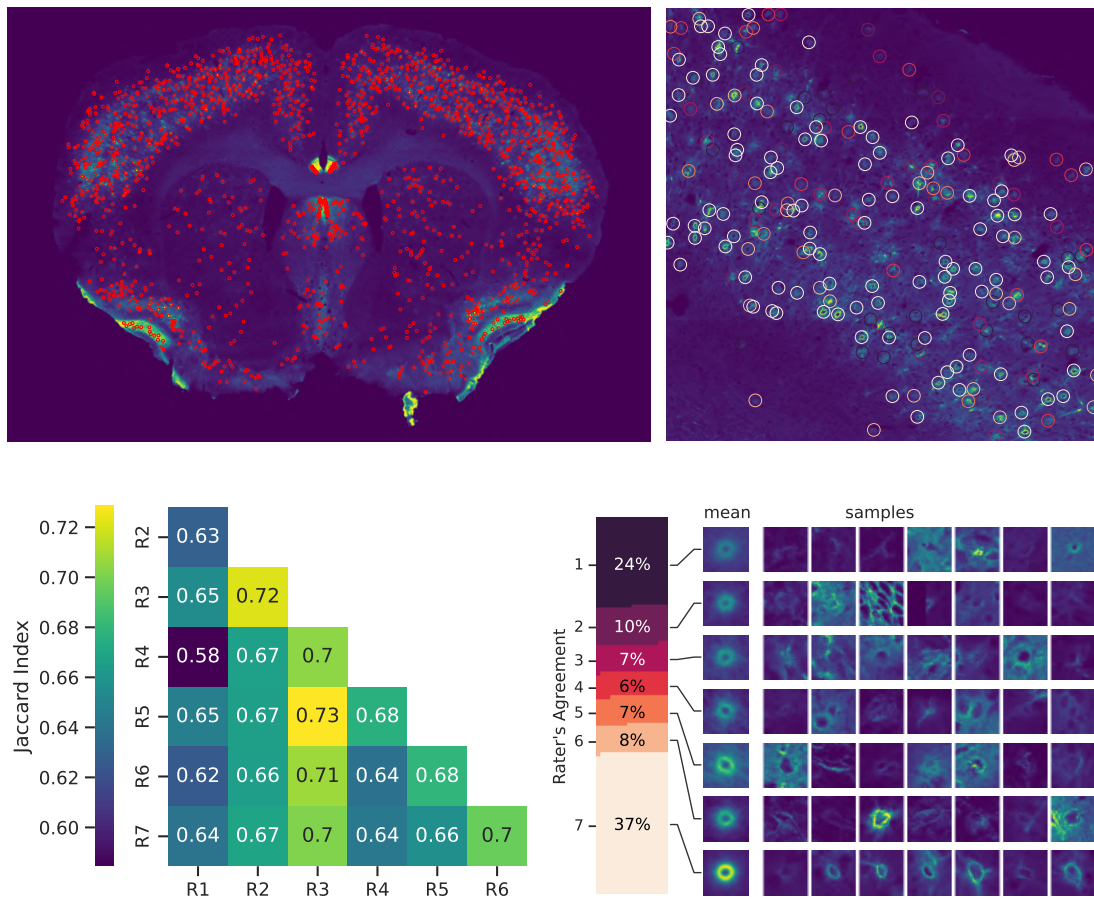 Jaccard Index
0.72
0.70
0.68
0.66
0.64
0.62
0.60
R2
0.63
R3
0.65 0.72
R4
0.58 0.67 0.7
R5
0.65 0.67 0.73 0.68
R6
0.62 0.66 0.71 0.64 0.68
R7
0.64 0.67 0.7 0.64 0.66 0.7
R1 R2 R3 R4 R5 R6
mean samples
Rater's Agreement
1 24%
2 10%
3 7%
4 6%
5 7%
6 8%
7 37%